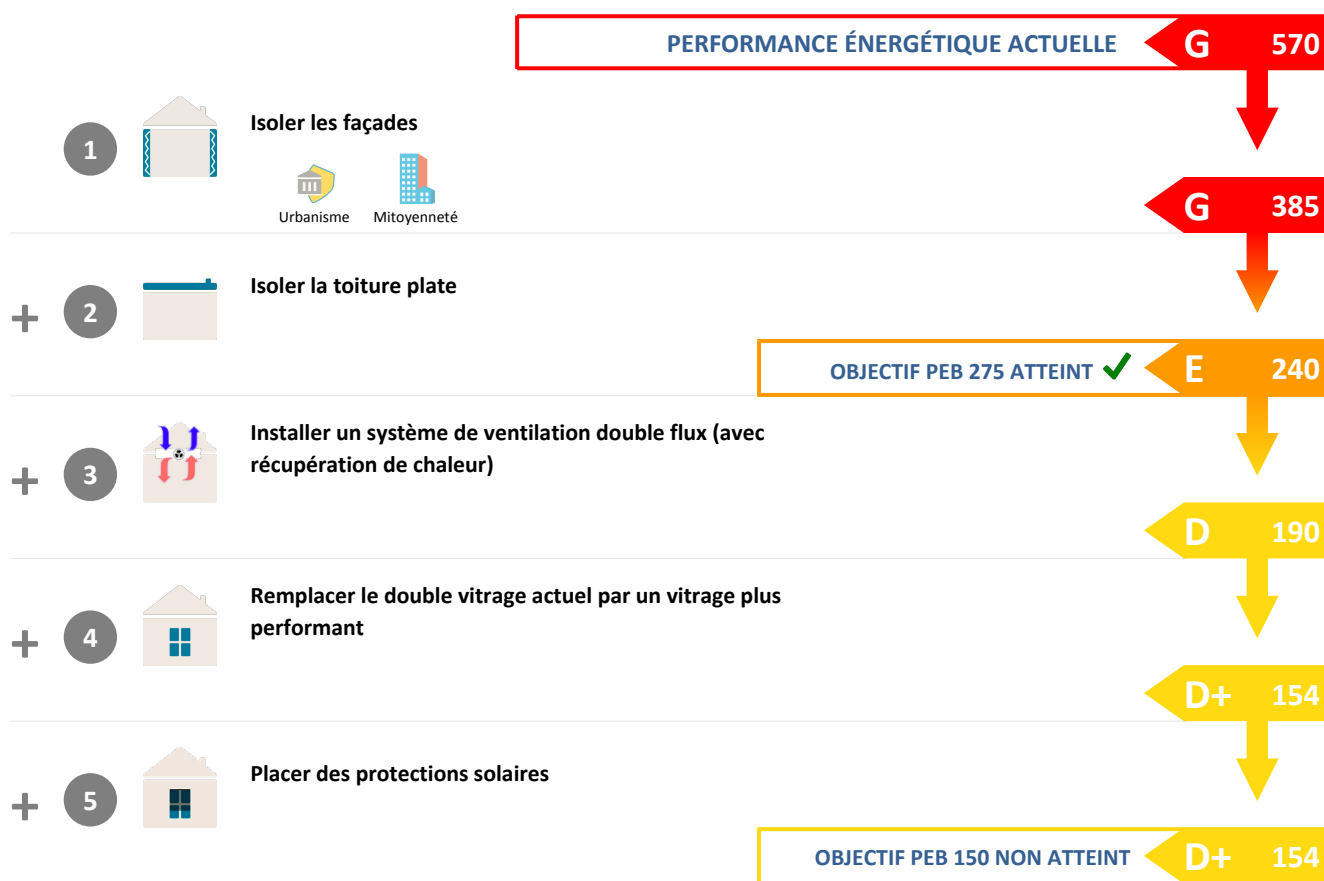 PERFORMANCE ÉNERGÉTIQUE ACTUELLE G 570
1 Isoler les façades
Urbanisme Mitoyenneté
G 385
+ 2 Isoler la toiture plate
OBJECTIF PEB 275 ATTEINT ✓ E 240
Installer un système de ventilation double flux (avec
+ 3 récupération de chaleur)
D 190
Remplacer le double vitrage actuel par un vitrage plus
+ 4 performant
D+ 154
+ 5 Placer des protections solaires
OBJECTIF PEB 150 NON ATTEINT D+ 154